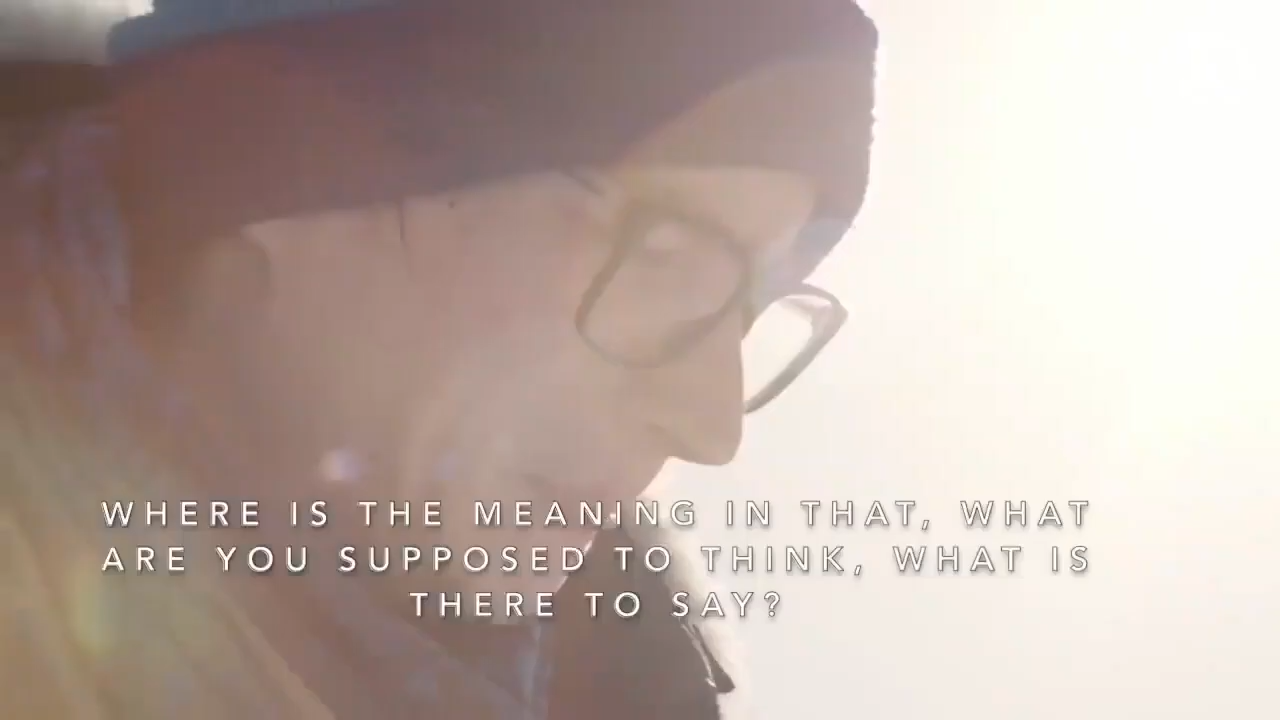 WHERE IS THE MEANING IN THAT, WHAT
ARE YOU SUPPOSED TO THINK, WHAT IS
THERE TO SAY?